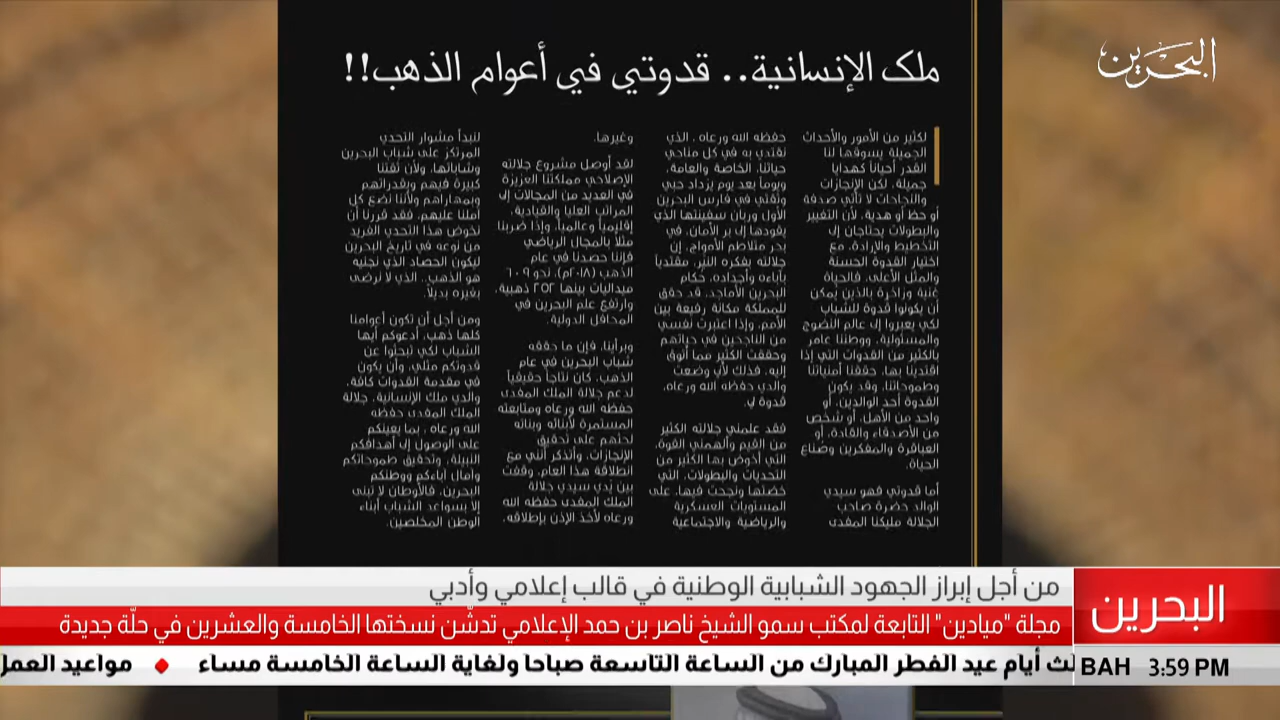 البحرين
ملك الإنسانية.. قدوتي في أعوام الذهب!!
لكثير من الأمور والأحداث
الجميلة يسوقها لنا
القدر أحياناً كهدايا
جميلة، لكن الإنجازات
والنجاحات لا تأتي صدفة
أو حظ أو هدية، لأن التغيير
والبطولات يحتاجان إلى
التخطيط والإرادة، مع
اختيار القدوة الحسنة
والمثل الأعلى، فالحياة
غنية وزاخرة بالذين يُمكن
أن يكونوا قدوة للشباب
لكي يعبروا إلى عالم النضوج
والمسئولية، ووطننا عامر
بالكثير من القدوات التي إذا
اقتدينا بها، حققنا أمنياتنا
وطموحاتنا، وقد يكون
القدوة أحد الوالدين، أو
واحد من الأهل، أو شخص
من الأصدقاء والقادة، أو
العباقرة والمفكرين وصناع
الحياة.
أما قدوتي فهو سيدي
الوالد حضرة صاحب
الجلالة مليكنا المفدى
حفظه الله ورعاه ، الذي
نقتدي به في كل مناحي
حياتنا، الخاصة والعامة،
ويوماً بعد يوم يزداد حبي
وثقتي في فارس البحرين
الأول وربان سفينتها الذي
يقودها إلى بر الأمان، في
بحر متلاطم الأمواج، إن
جلالته بفكره النيّر، مقتدياً
بآباءه وأجداده، حُكام
البحرين الأماجد، قد حقق
للمملكة مكانة رفيعة بين
الأمم، وإذا اعتبرت نفسي
من الناجحين في حياتهم
وحققت الكثير مما أتوق
إليه، فذلك لأني وضعت
والدي حفظه الله ورعاه،
قدوة لي.
فقد علمني جلالته الكثير
من القيم وألهمني القوة،
التي أخوض بها الكثير من
التحديات والبطولات، التي
خضتها ونجحت فيها، على
المستويات العسكرية
والرياضية والاجتماعية
وغيرها.
لقد أوصل مشروع جلالته
الإصلاحي مملكتنا العزيزة
في العديد من المجالات إلى
المراتب العليا والقيادية،
إقليمياً وعالمياً، وإذا ضربنا
مثلاً بالمجال الرياضي
فإننا حصدنا في عام
الذهب (٢٠١٨م)، نحو ٦٠٩
ميداليات بينها ٢٥٢ ذهبية،
وارتفع علم البحرين في
المحافل الدولية.
وبرأينا، فإن ما حققه
شباب البحرين في عام
الذهب، كان نتاجاً حقيقياً
لدعم جلالة الملك المفدى
حفظه الله ورعاه ومتابعته
المستمرة لأبنائه وبناته
لحثهم على تحقيق
الإنجازات، وأتذكر أنني مع
انطلاقة هذا العام، وقفت
بين يدي سيدي جلالة
الملك المفدى حفظه الله
ورعاه لأخذ الإذن بإطلاقه،
لنبدأ مشوار التحدي
المرتكز على شباب البحرين
وشاباتها، ولأن ثقتنا
كبيرة فيهم وبقدراتهم
وبمهاراتهم ولأننا نضع كل
أملنا عليهم، فقد قررنا أن
نخوض هذا التحدي الفريد
من نوعه في تاريخ البحرين
ليكون الحصاد الذي نجنيه
هو الذهب.. الذي لا نرضى
بغيره بديلاً.
ومن أجل أن تكون أعوامنا
كلها ذهب، أدعوكم أيها
الشباب لكي تبحثوا عن
قدوتكم مثلي، وأن يكون
في مقدمة القدوات كافة،
والدي ملك الإنسانية، جلالة
الملك المفدى حفظه
الله ورعاه ، بما يعينكم
على الوصول إلى أهدافكم
النبيلة، وتحقيق طموحاتكم
وآمال آباءكم ووطنكم
البحرين، فالأوطان لا تبنى
إلا بسواعد الشباب أبناء
الوطن المخلصين.
من أجل إبراز الجهود الشبابية الوطنية في قالب إعلامي وأدبي
البحرين
مجلة "ميادين" التابعة لمكتب سمو الشيخ ناصر بن حمد الإعلامي تدشّن نسختها الخامسة والعشرين في حلّة جديدة
BAH 3:59 PM
لث أيام عيد الفطر المبارك من الساعة التاسعة صباحاً ولغاية الساعة الخامسة مساء ♦ مواعيد العمل